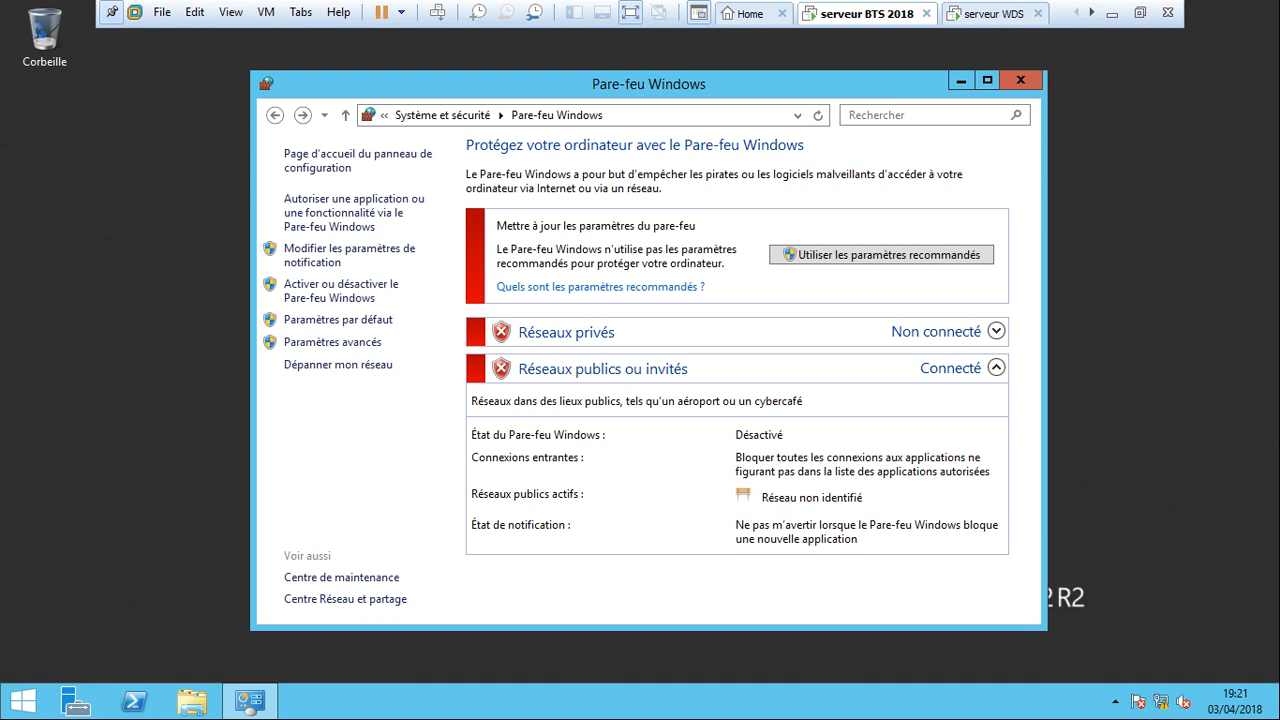 File Edit View VM Tabs Help Home serveur BTS 2018 serveur WDS
Corbeille
Pare-feu Windows
Système et sécurité Pare-feu Windows Rechercher
Page d'accueil du panneau de
configuration
Autoriser une application ou
une fonctionnalité via le
Pare-feu Windows
Modifier les paramètres de
notification
Activer ou désactiver le
Pare-feu Windows
Paramètres par défaut
Paramètres avancés
Dépanner mon réseau
Voir aussi
Centre de maintenance
Centre Réseau et partage
Protégez votre ordinateur avec le Pare-feu Windows
Le Pare-feu Windows a pour but d'empêcher les pirates ou les logiciels malveillants d'accéder à votre
ordinateur via Internet ou via un réseau.
Mettre à jour les paramètres du pare-feu
Le Pare-feu Windows n'utilise pas les paramètres
recommandés pour protéger votre ordinateur.
Utiliser les paramètres recommandés
Quels sont les paramètres recommandés ?
Réseaux privés Non connecté
Réseaux publics ou invités Connecté
Réseaux dans des lieux publics, tels qu'un aéroport ou un cybercafé
État du Pare-feu Windows : Désactivé
Connexions entrantes : Bloquer toutes les connexions aux applications ne
figurant pas dans la liste des applications autorisées
Réseaux publics actifs : Réseau non identifié
État de notification : Ne pas m'avertir lorsque le Pare-feu Windows bloque
une nouvelle application
2 R2
19:21
03/04/2018